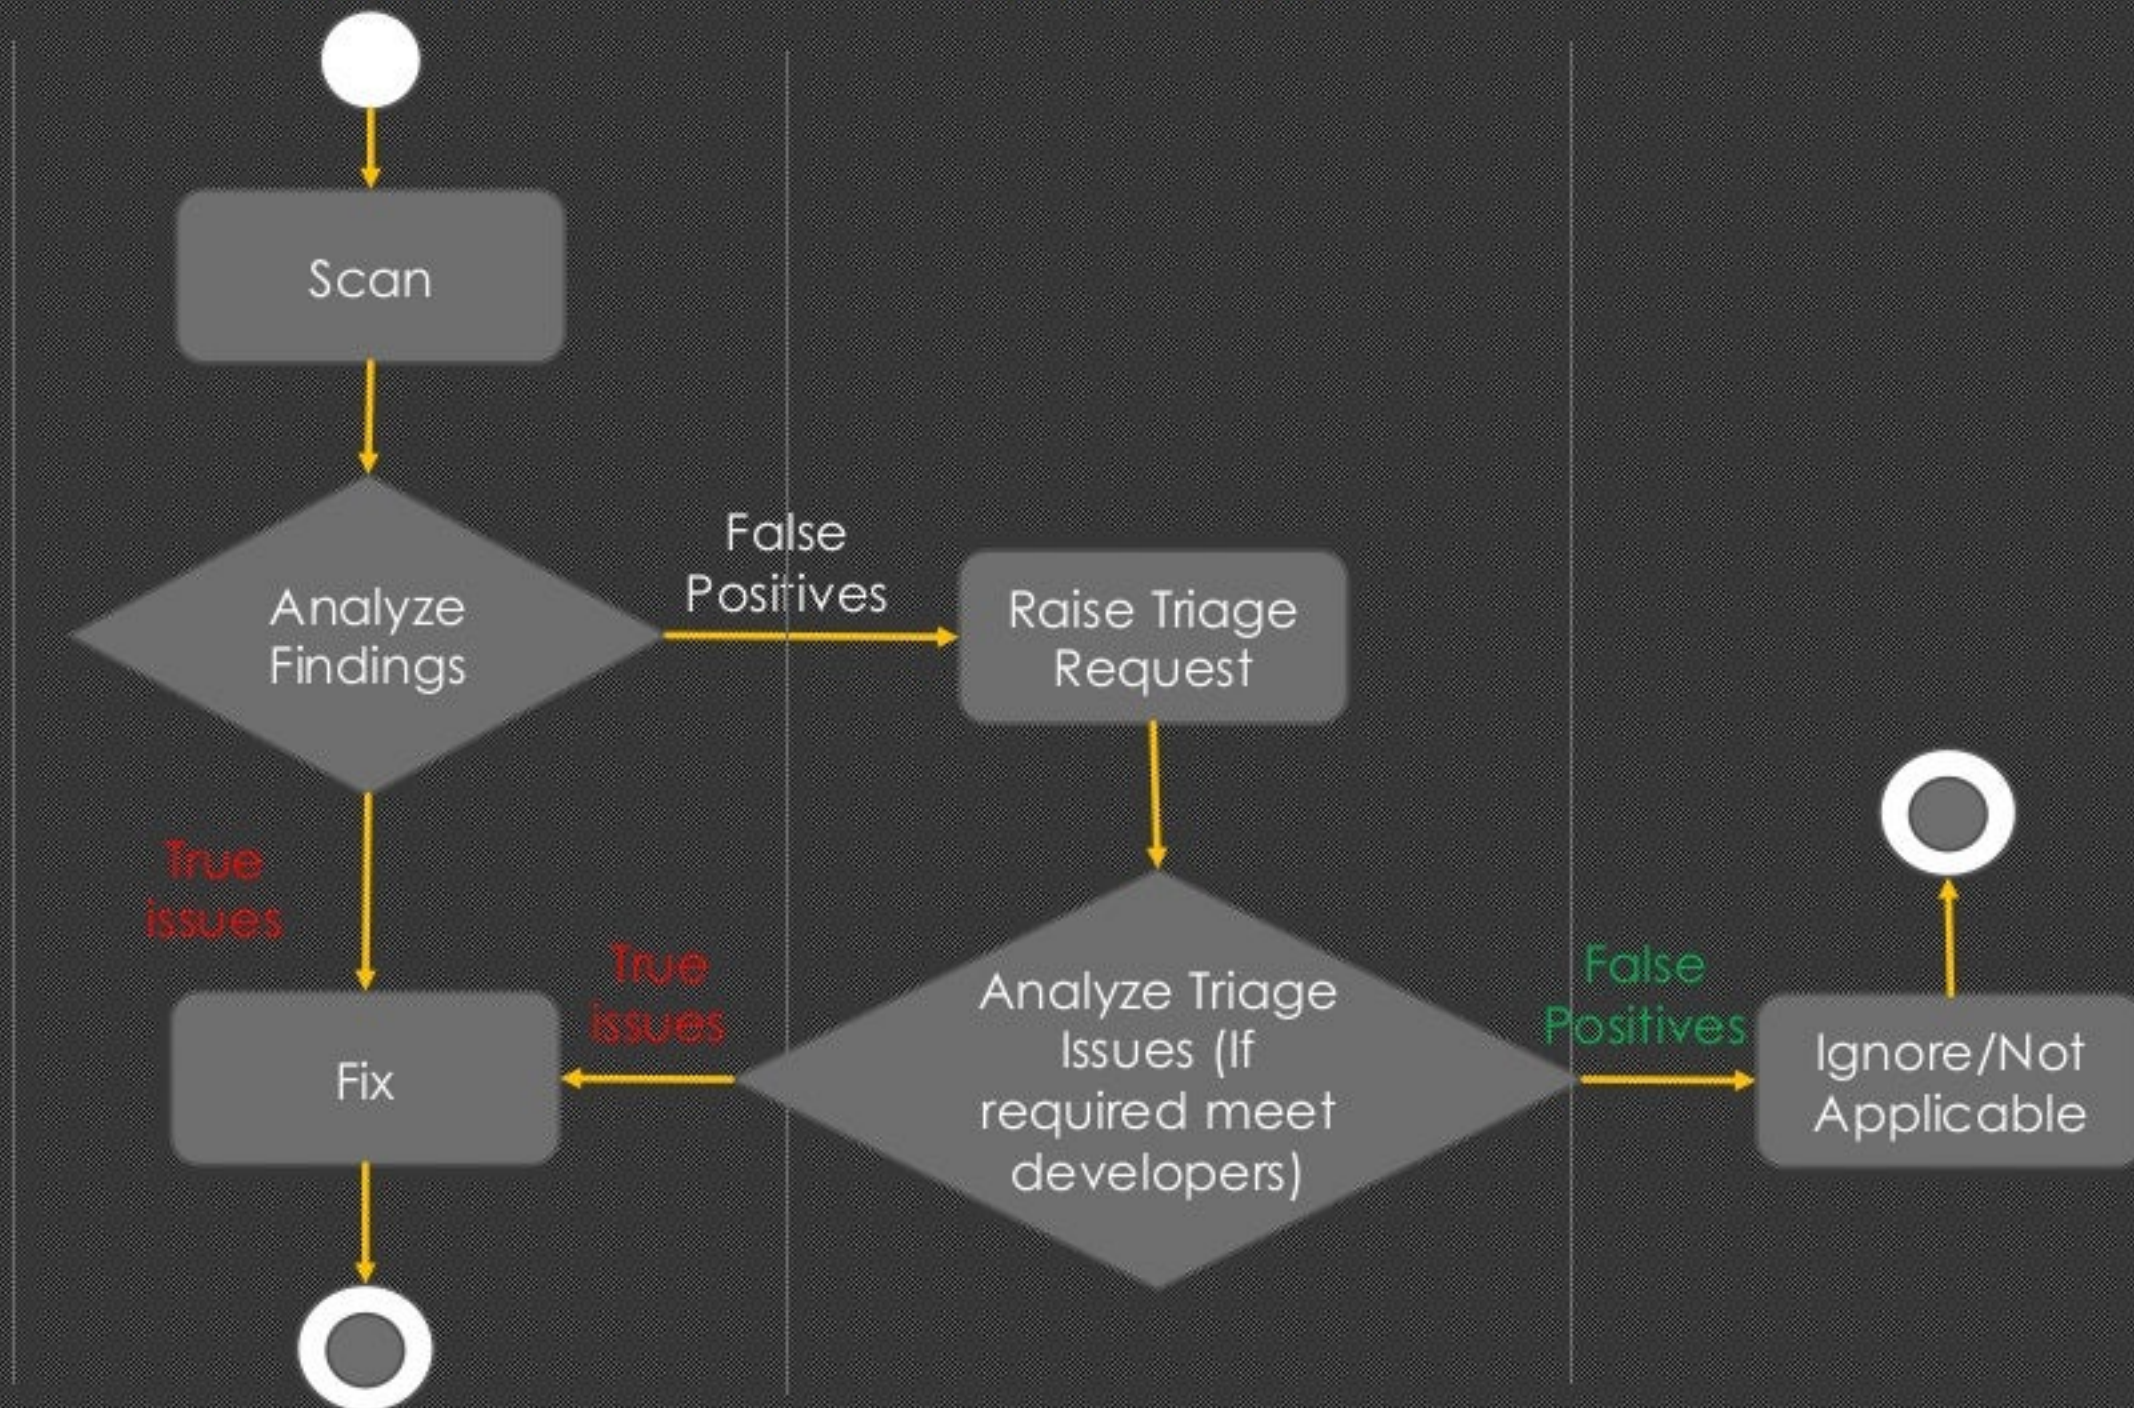 Scan
Analyze
Findings
False
Positives
Raise Triage
Request
True
issues
True
issues
Fix
Analyze Triage
Issues (If
required meet
developers)
False
Positives
Ignore/Not
Applicable